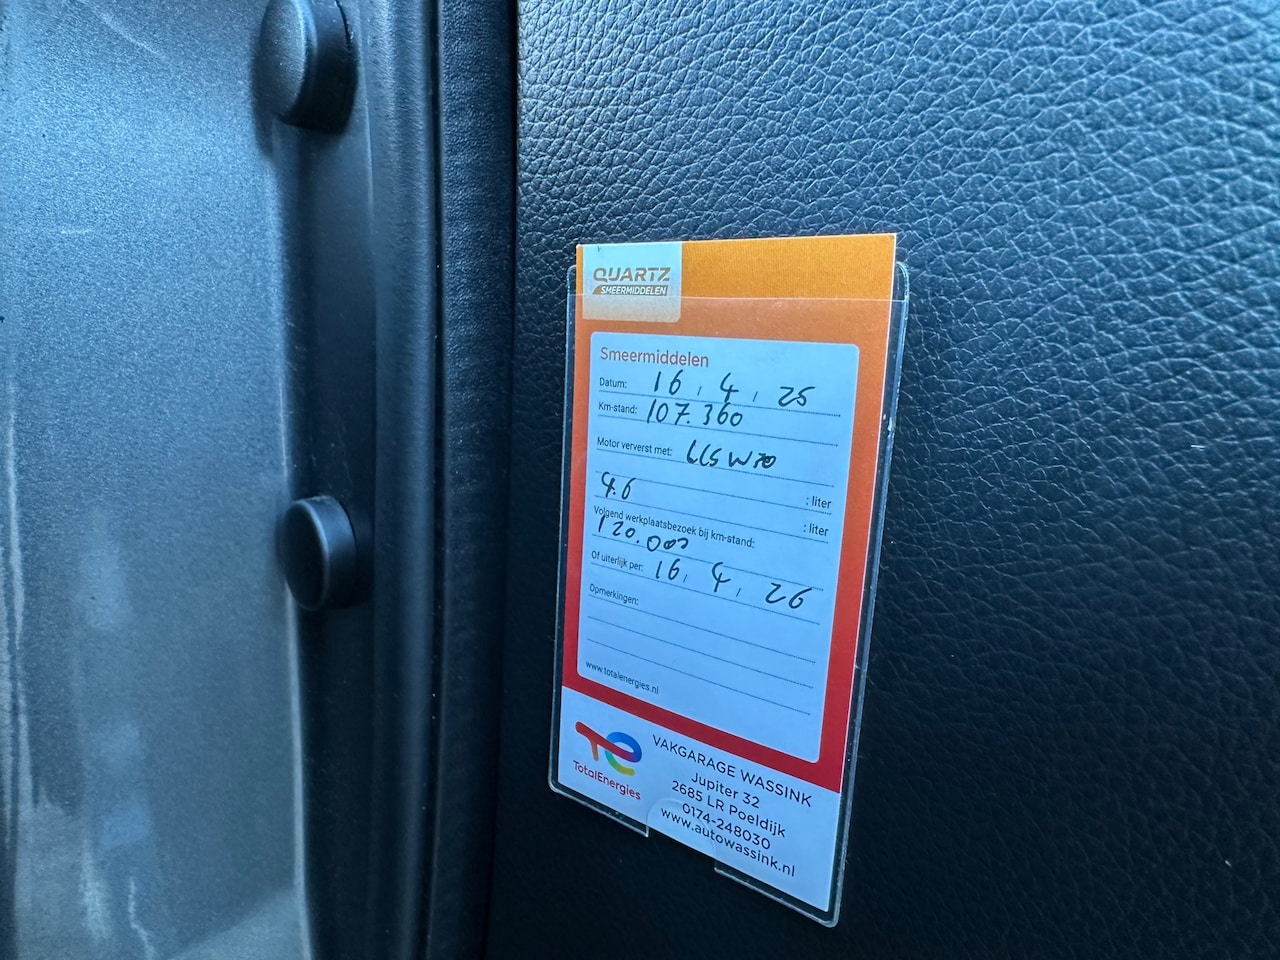 QUARTZ
SMEERMIDDELEN
Smeermiddelen
Datum: 16, 4, 25
Km-stand: 107.360
Motor ververst met:
: liter
4.6 : liter
Volgend werkplaatsbezoek bij km-stand:
120.000
Of uiterlijk per: 16, 4, 26
Opmerkingen:
www.totalenergies.nl
TotalEnergies
VAKGARAGE WASSINK
Jupiter 32
2685 LR Poeldijk
0174-248030
www.autowassink.nl